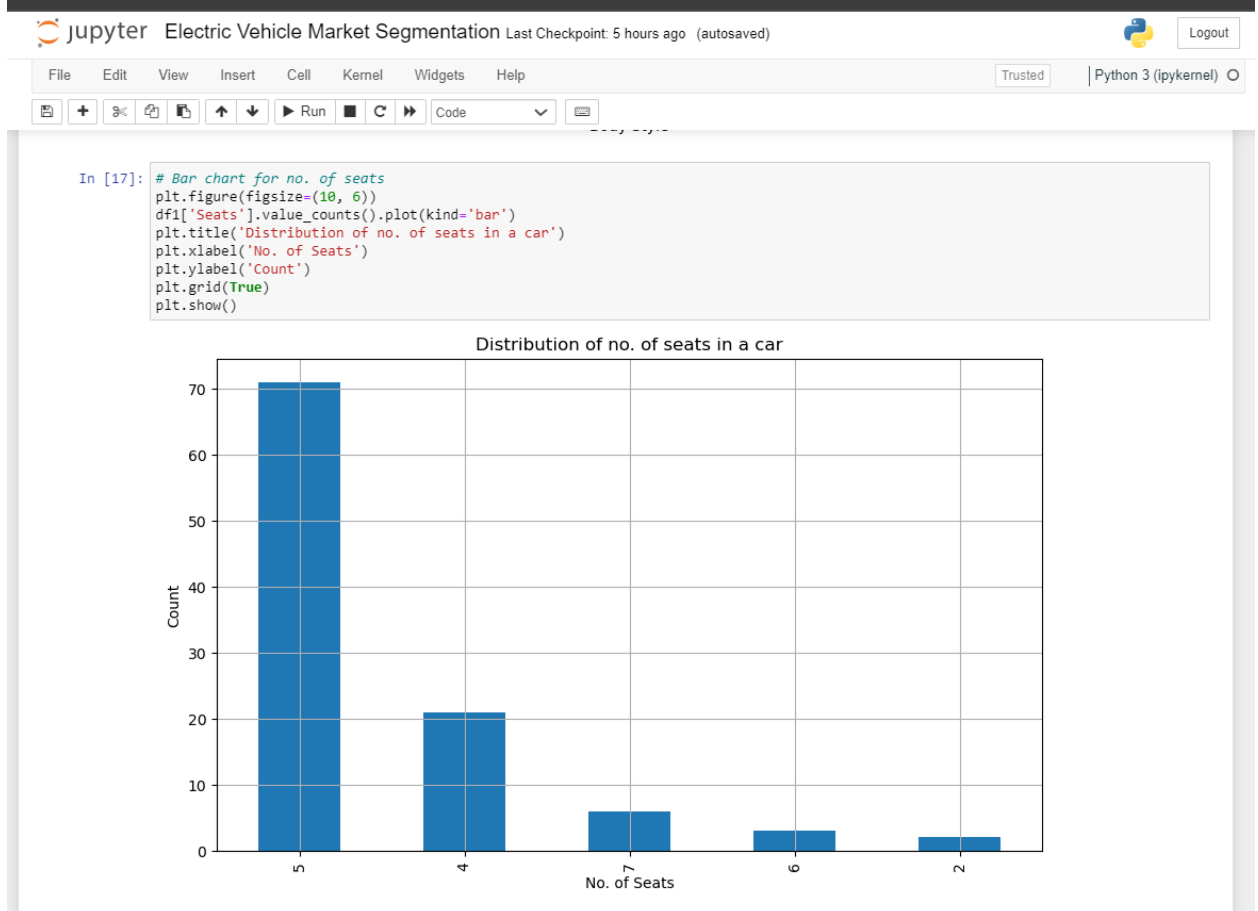 jupyter Electric Vehicle Market Segmentation Last Checkpoint: 5 hours ago (autosaved)
Logout
File Edit View Insert Cell Kernel Widgets Help
Trusted Python 3 (ipykernel)
Run Code
In [17]: # Bar chart for no. of seats
plt.figure(figsize=(10, 6))
df1['Seats'].value_counts().plot(kind='bar')
plt.title('Distribution of no. of seats in a car')
plt.xlabel('No. of Seats')
plt.ylabel('Count')
plt.grid(True)
plt.show()
Distribution of no. of seats in a car
70
60
50
40
30
20
10
0
Count
5 4 7 6 2
No. of Seats